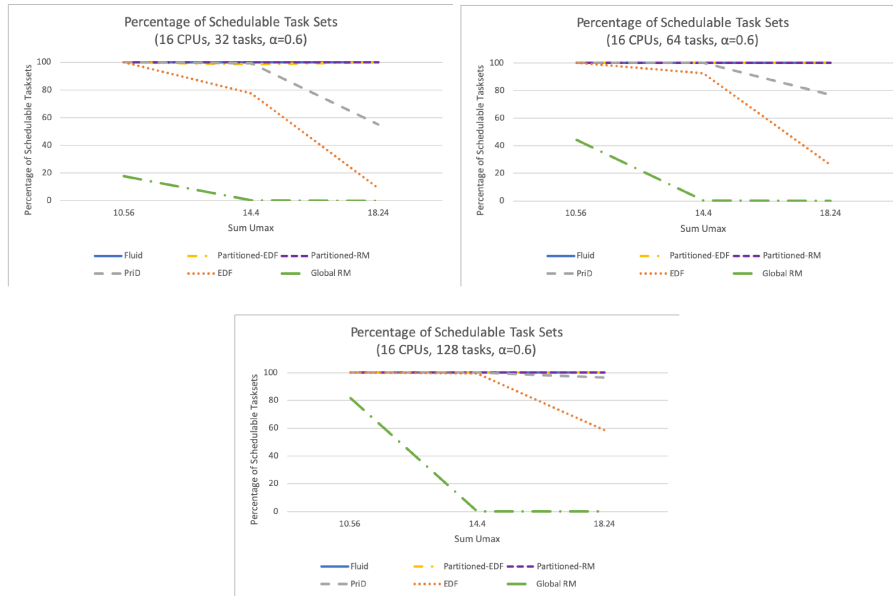 Percentage of Schedulable Task Sets
(16 CPUs, 32 tasks, α=0.6)
Percentage of Schedulable Tasksets
100
80
60
40
20
0
10.56 14.4 18.24
Sum Umax
Fluid Partitioned-EDF Partitioned-RM
PriD EDF Global RM
Percentage of Schedulable Task Sets
(16 CPUs, 64 tasks, α=0.6)
Percentage of Schedulable Tasksets
100
80
60
40
20
0
10.56 14.4 18.24
Sum Umax
Fluid Partitioned-EDF Partitioned-RM
PriD EDF Global RM
Percentage of Schedulable Task Sets
(16 CPUs, 128 tasks, α=0.6)
Percentage of Schedulable Tasksets
100
80
60
40
20
0
10.56 14.4 18.24
Sum Umax
Fluid Partitioned-EDF Partitioned-RM
PriD EDF Global RM